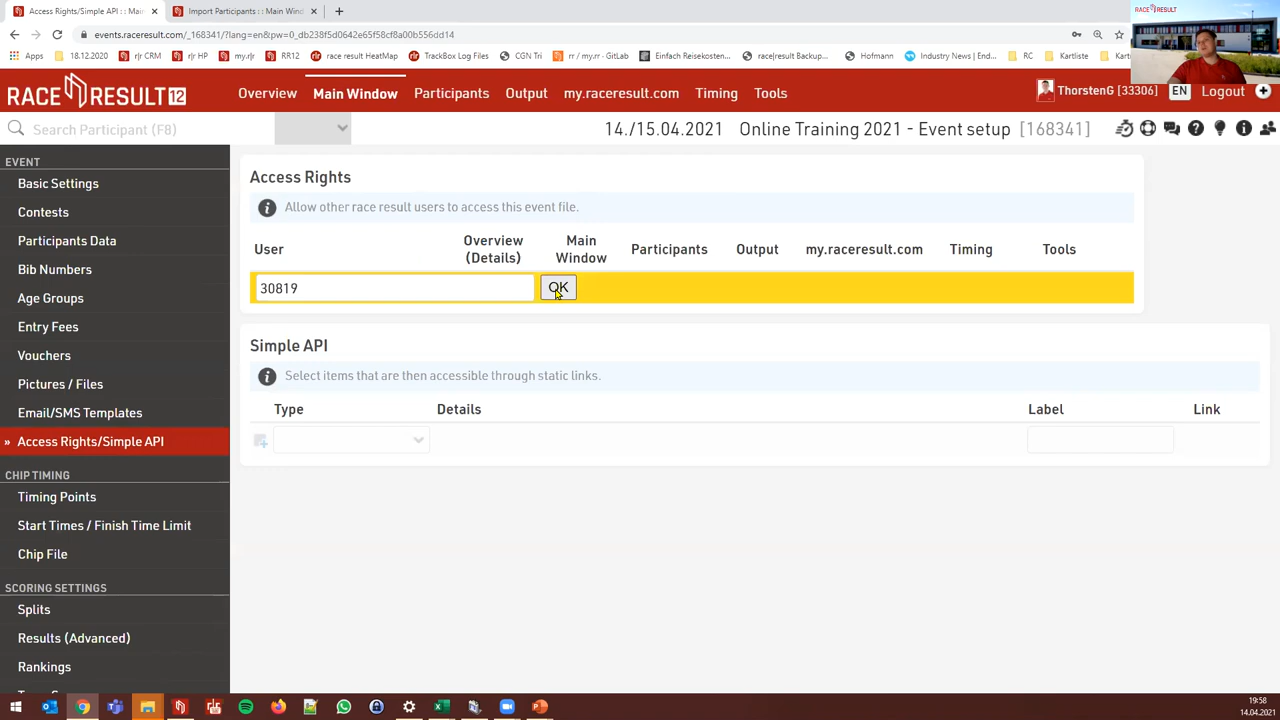 Access Rights/Simple API : : Mai
Import Participants : : Main Wind
events.raceresult.com/_168341/?lang=en&pw=0_db238f5d0642e65f58cf8a00b556dd14
Apps
18.12.2020
r|r CRM
r|r HP
my.r|r
RR12
race result HeatMap
TrackBox Log Files
CGN Tri
rr / my.rr · GitLab
Einfach Reisekosten...
race|result Backup...
Hofmann
Industry News | End...
RC
Kartliste
RACE RESULT
RACE RESULT 12
Overview
Main Window
Participants
Output
my.raceresult.com
Timing
Tools
ThorstenG [33306]
EN
Logout
Search Participant (F8)
14./15.04.2021 Online Training 2021 - Event setup [168341]
EVENT
Basic Settings
Contests
Participants Data
Bib Numbers
Age Groups
Entry Fees
Vouchers
Pictures / Files
Email/SMS Templates
» Access Rights/Simple API
CHIP TIMING
Timing Points
Start Times / Finish Time Limit
Chip File
SCORING SETTINGS
Splits
Results (Advanced)
Rankings
Access Rights
Allow other race result users to access this event file.
User
Overview (Details)
Main Window
Participants
Output
my.raceresult.com
Timing
Tools
30819
OK
Simple API
Select items that are then accessible through static links.
Type
Details
Label
Link
19:58
14.04.2021